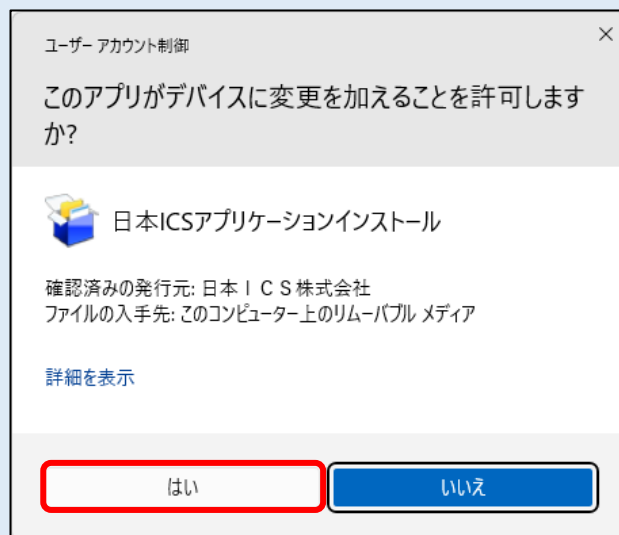 ユーザー アカウント制御
このアプリがデバイスに変更を加えることを許可します
か?
日本ICSアプリケーションインストール
確認済みの発行元: 日本ＩＣＳ株式会社
ファイルの入手先: このコンピューター上のリムーバブル メディア
詳細を表示
はい
いいえ